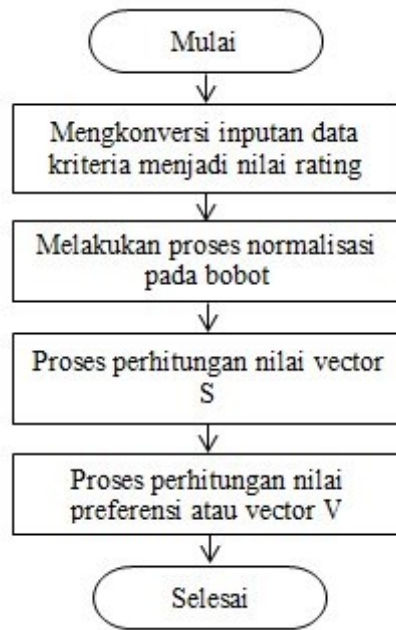 Mulai
Mengkonversi inputan data
kriteria menjadi nilai rating
Melakukan proses normalisasi
pada bobot
Proses perhitungan nilai vector
S
Proses perhitungan nilai
preferensi atau vector V
Selesai